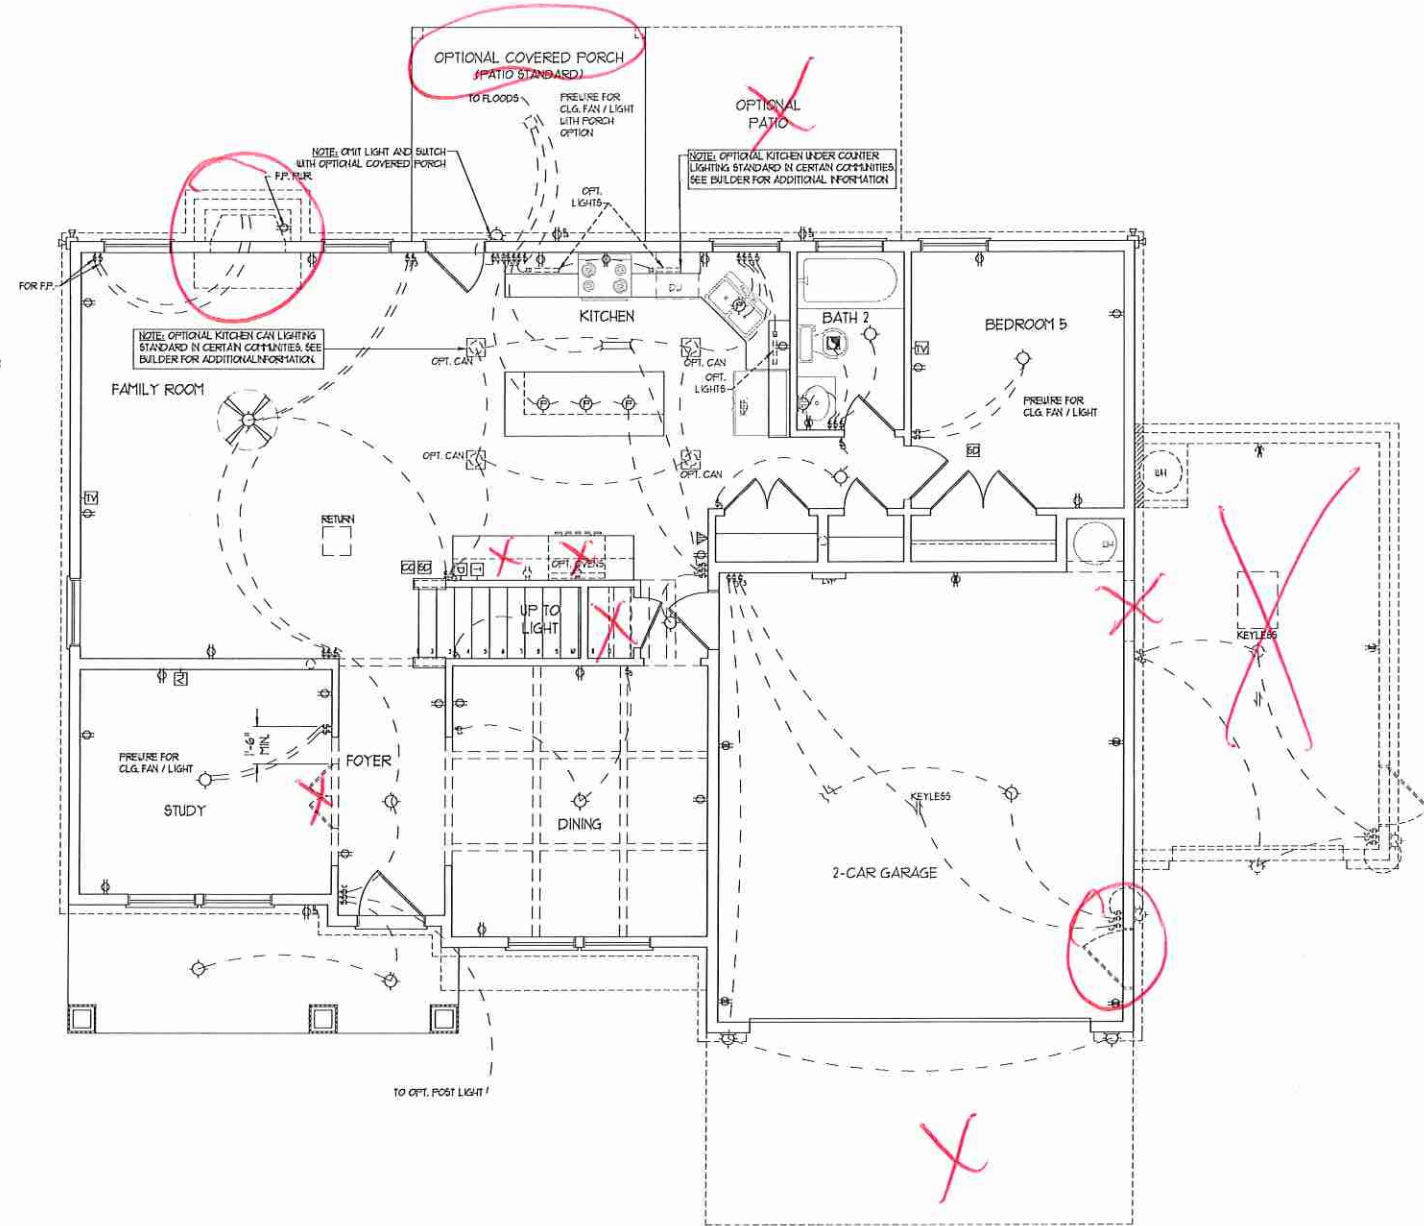 OPTIONAL COVERED PORCH
(PATIO STANDARD)
TO FLOODS
PREWIRE FOR
CLG. FAN / LIGHT
WITH PORCH
OPTION
OPTIONAL
PATIO
NOTE: OMIT LIGHT AND SWITCH
WITH OPTIONAL COVERED PORCH
NOTE: OPTIONAL KITCHEN UNDER COUNTER
LIGHTING STANDARD IN CERTAIN COMMUNITIES.
SEE BUILDER FOR ADDITIONAL INFORMATION
OPT.
LIGHTS
FOR F.P.
KITCHEN
BATH 2
BEDROOM 5
NOTE: OPTIONAL KITCHEN CAN LIGHTING
STANDARD IN CERTAIN COMMUNITIES. SEE
BUILDER FOR ADDITIONAL INFORMATION.
OPT. CAN
OPT. CAN
OPT.
LIGHTS
TV
FAMILY ROOM
REF.
PREWIRE FOR
CLG. FAN / LIGHT
OPT. CAN
OPT. CAN
SD
WH
TV
RETURN
OPT. OVENS
UP TO
LIGHT
KEYLESS
TV
1'-6"
MIN.
PREWIRE FOR
CLG. FAN / LIGHT
FOYER
STUDY
DINING
KEYLESS
2-CAR GARAGE
TO OPT. POST LIGHT